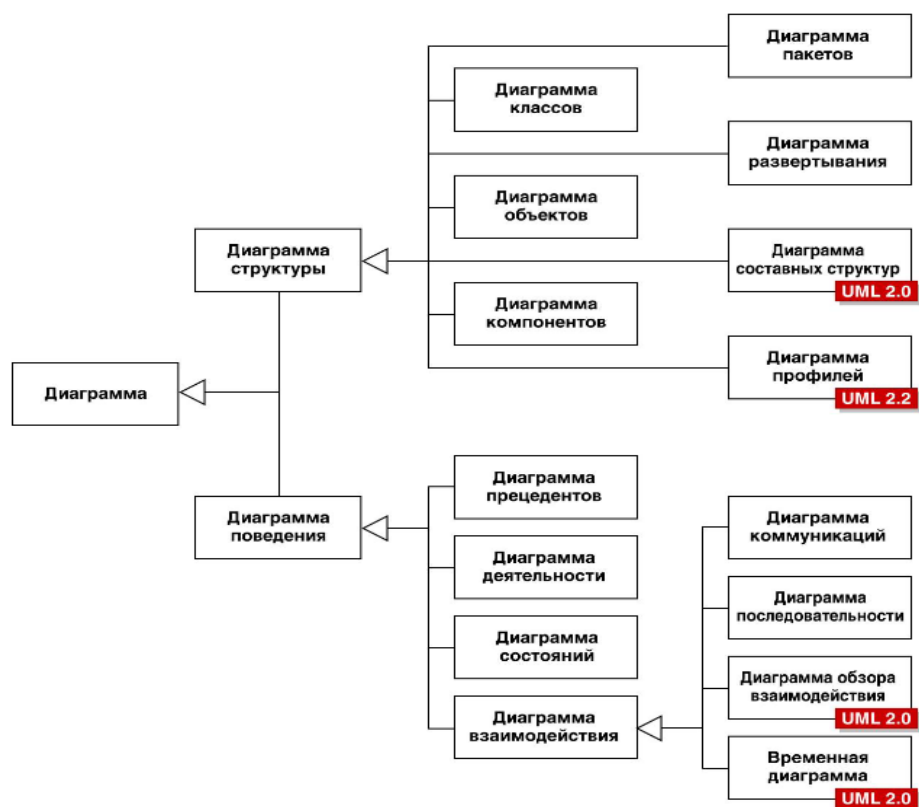 Диаграмма
пакетов
Диаграмма
классов
Диаграмма
развертывания
Диаграмма
объектов
Диаграмма
структуры
Диаграмма
составных структур
UML 2.0
Диаграмма
компонентов
Диаграмма
профилей
UML 2.2
Диаграмма
Диаграмма
прецедентов
Диаграмма
поведения
Диаграмма
коммуникаций
Диаграмма
деятельности
Диаграмма
последовательности
Диаграмма
состояний
Диаграмма обзора
взаимодействия
UML 2.0
Диаграмма
взаимодействия
Временная
диаграмма
UML 2.0